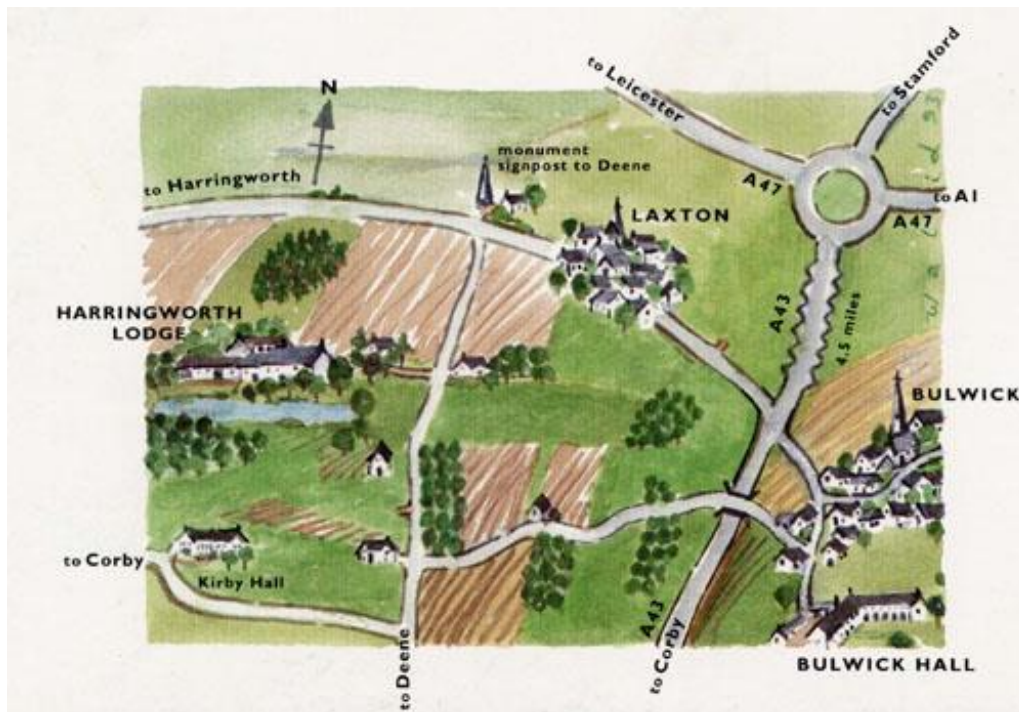 to Leicester
to Stamford
N
monument
signpost to Deene
to Harringworth
A47
to A1
A47
LAXTON
A43
4.5 miles
HARRINGWORTH
LODGE
BULWICK
to Corby
Kirby Hall
A43
to Corby
to Deene
BULWICK HALL